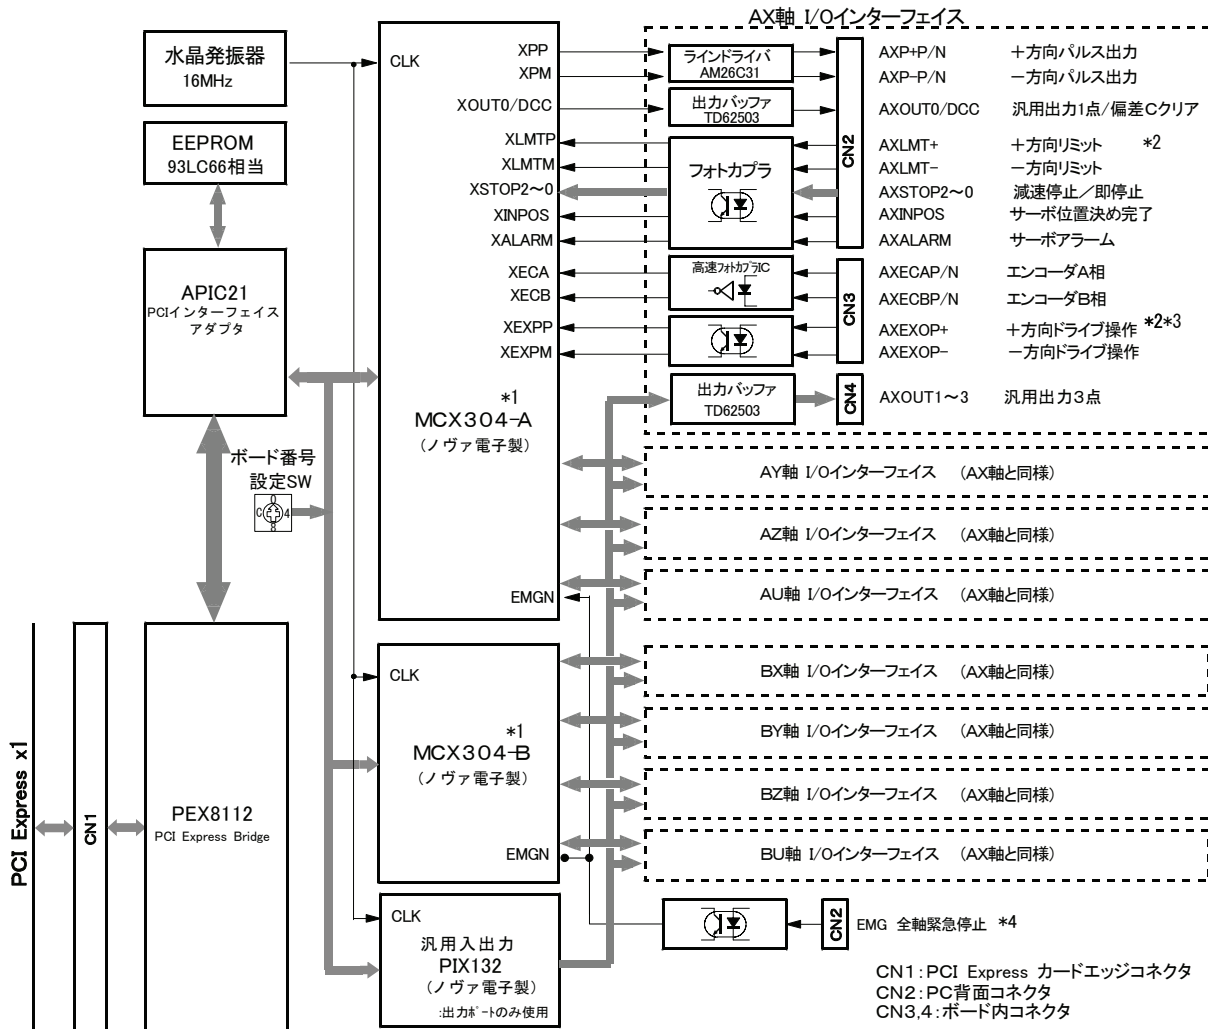 AX軸 I/Oインターフェイス
水晶発振器
16MHz
EEPROM
93LC66相当
APIC21
PCIインターフェイス
アダプタ
ボード番号
設定SW
0
C
4
8
PCI Express x1
CN1
PEX8112
PCI Express Bridge
CLK
XPP
XPM
XOUT0/DCC
XLMTP
XLMTM
XSTOP2～0
XINPOS
XALARM
XECA
XECB
XEXPP
XEXPM
*1
MCX304-A
(ノヴァ電子製)
EMGN
CLK
*1
MCX304-B
(ノヴァ電子製)
EMGN
CLK
汎用入出力
PIX132
(ノヴァ電子製)
:出力ポートのみ使用
ラインドライバ
AM26C31
出力バッファ
TD62503
フォトカプラ
高速フォトカプラIC
出力バッファ
TD62503
CN2
CN3
CN4
AXP+P/N ＋方向パルス出力
AXP-P/N －方向パルス出力
AXOUT0/DCC 汎用出力1点/偏差Cクリア
AXLMT+ ＋方向リミット *2
AXLMT- －方向リミット
AXSTOP2～0 減速停止／即停止
AXINPOS サーボ位置決め完了
AXALARM サーボアラーム
AXECAP/N エンコーダA相
AXECBP/N エンコーダB相
AXEXOP+ ＋方向ドライブ操作 *2*3
AXEXOP- －方向ドライブ操作
AXOUT1～3 汎用出力３点
AY軸 I/Oインターフェイス (AX軸と同様)
AZ軸 I/Oインターフェイス (AX軸と同様)
AU軸 I/Oインターフェイス (AX軸と同様)
BX軸 I/Oインターフェイス (AX軸と同様)
BY軸 I/Oインターフェイス (AX軸と同様)
BZ軸 I/Oインターフェイス (AX軸と同様)
BU軸 I/Oインターフェイス (AX軸と同様)
CN2
EMG 全軸緊急停止 *4
CN1:PCI Express カードエッジコネクタ
CN2:PC背面コネクタ
CN3,4:ボード内コネクタ